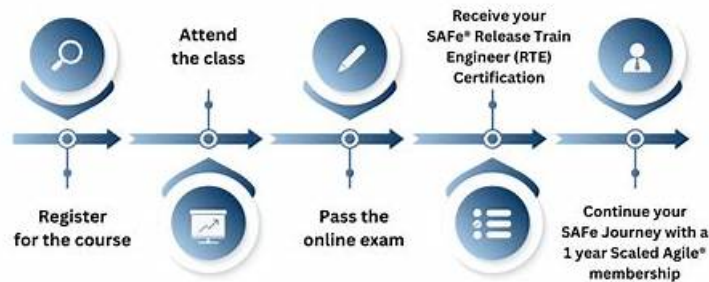 Register
for the course
Attend
the class
Pass the
online exam
Receive your
SAFe® Release Train
Engineer (RTE)
Certification
Continue your
SAFe Journey with a
1 year Scaled Agile®
membership